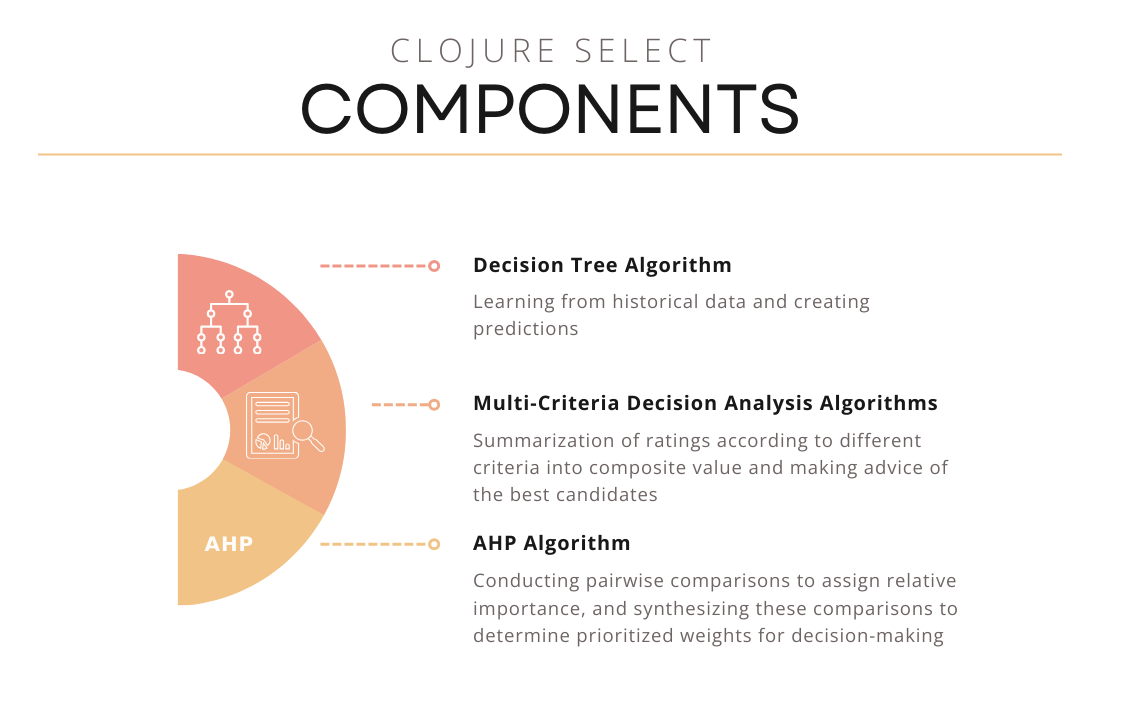 CLOJURE SELECT
COMPONENTS
Decision Tree Algorithm
Learning from historical data and creating
predictions
Multi-Criteria Decision Analysis Algorithms
Summarization of ratings according to different
criteria into composite value and making advice of
the best candidates
AHP
AHP Algorithm
Conducting pairwise comparisons to assign relative
importance, and synthesizing these comparisons to
determine prioritized weights for decision-making